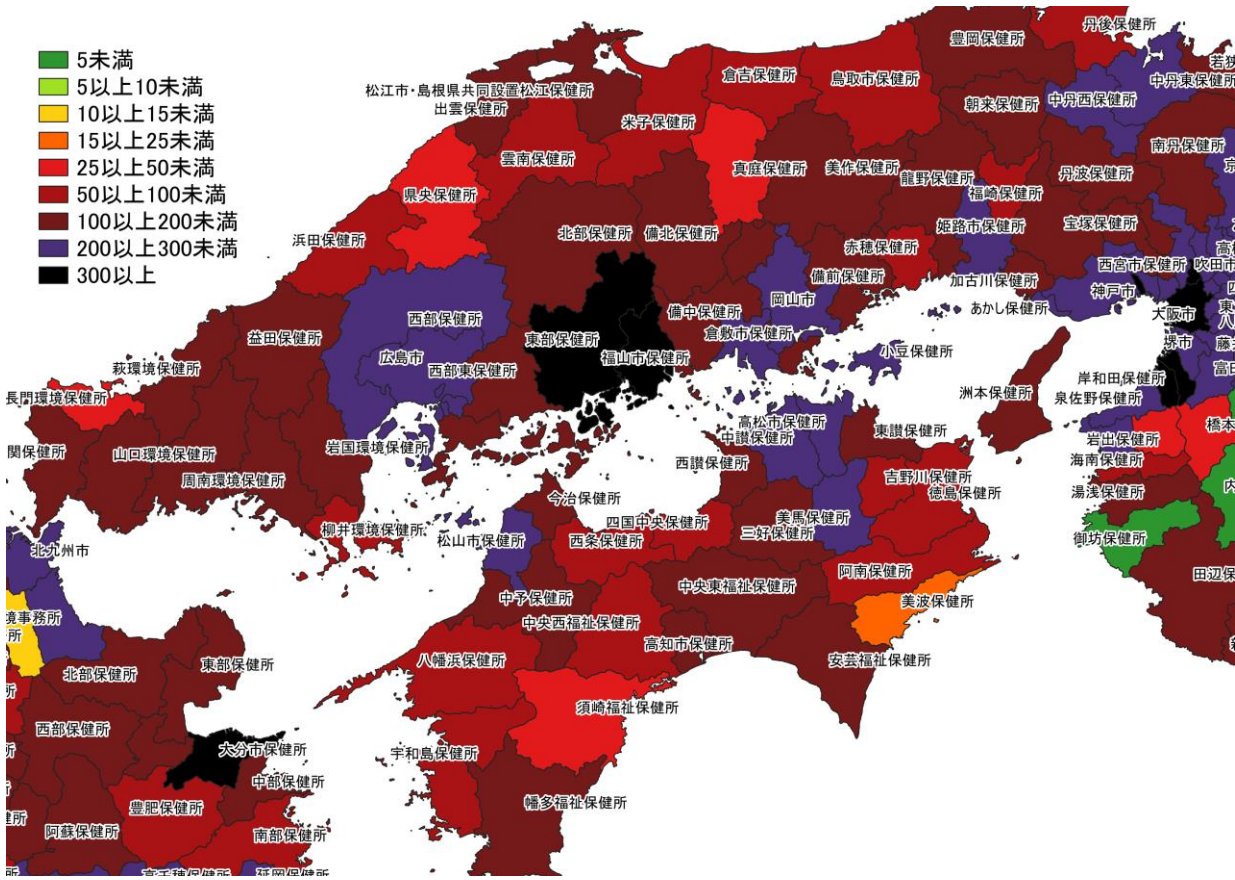 5未満
5以上10未満
10以上15未満
15以上25未満
25以上50未満
50以上100未満
100以上200未満
200以上300未満
300以上
丹後保健所
豊岡保健所
若狭
倉吉保健所
鳥取市保健所
中丹東保健所
松江市・島根県共同設置松江保健所
中丹西保健所
出雲保健所
朝来保健所
米子保健所
南丹保健所
雲南保健所
真庭保健所
美作保健所
丹波保健所
龍野保健所
福崎保健所
県央保健所
宝塚保健所
姫路市保健所
浜田保健所
北部保健所
備北保健所
赤穂保健所
西宮市保健所
吹田市
備前保健所
加古川保健所
神戸市
岡山市
あかし保健所
大阪市
西部保健所
備中保健所
益田保健所
東部保健所
倉敷市保健所
堺市
広島市
福山市保健所
小豆保健所
萩環境保健所
西部東保健所
岸和田保健所
洲本保健所
長門環境保健所
泉佐野保健所
高松市保健所
橋本
東讃保健所
中讃保健所
岩出保健所
関保健所
山口環境保健所
岩国環境保健所
西讃保健所
海南保健所
周南環境保健所
吉野川保健所
湯浅保健所
今治保健所
徳島保健所
美馬保健所
柳井環境保健所
四国中央保健所
三好保健所
御坊保健所
松山市保健所
西条保健所
北九州市
阿南保健所
田辺保
中央東福祉保健所
中予保健所
美波保健所
境事務所
中央西福祉保健所
高知市保健所
八幡浜保健所
安芸福祉保健所
東部保健所
北部保健所
須崎福祉保健所
西部保健所
大分市保健所
宇和島保健所
中部保健所
幡多福祉保健所
豊肥保健所
阿蘇保健所
南部保健所
高千穂保健所
延岡保健所